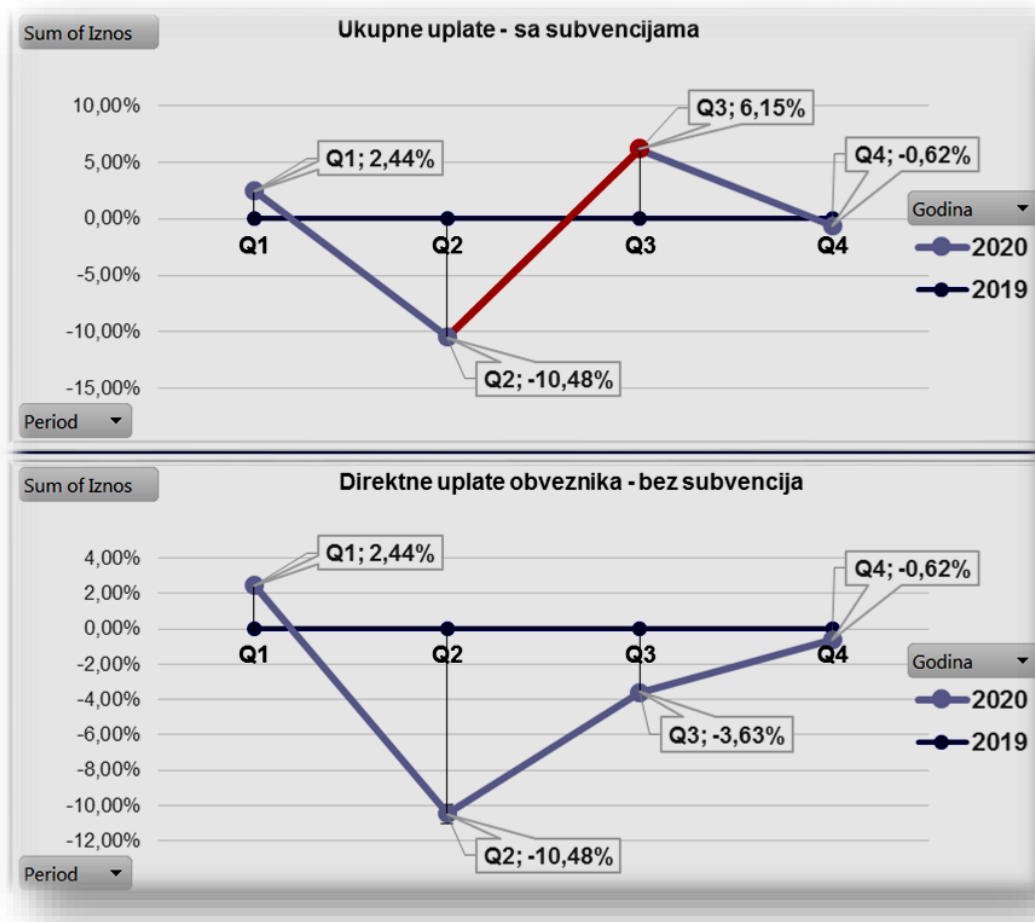 Sum of Iznos
Ukupne uplate - sa subvencijama
10,00%
5,00%
0,00%
-5,00%
-10,00%
-15,00%
Q1; 2,44%
Q3; 6,15%
Q4; -0,62%
Q2; -10,48%
Q1
Q2
Q3
Q4
Godina
2020
2019
Period
Sum of Iznos
Direktne uplate obveznika - bez subvencija
4,00%
2,00%
0,00%
-2,00%
-4,00%
-6,00%
-8,00%
-10,00%
-12,00%
Q1; 2,44%
Q4; -0,62%
Q3; -3,63%
Q2; -10,48%
Q1
Q2
Q3
Q4
Godina
2020
2019
Period